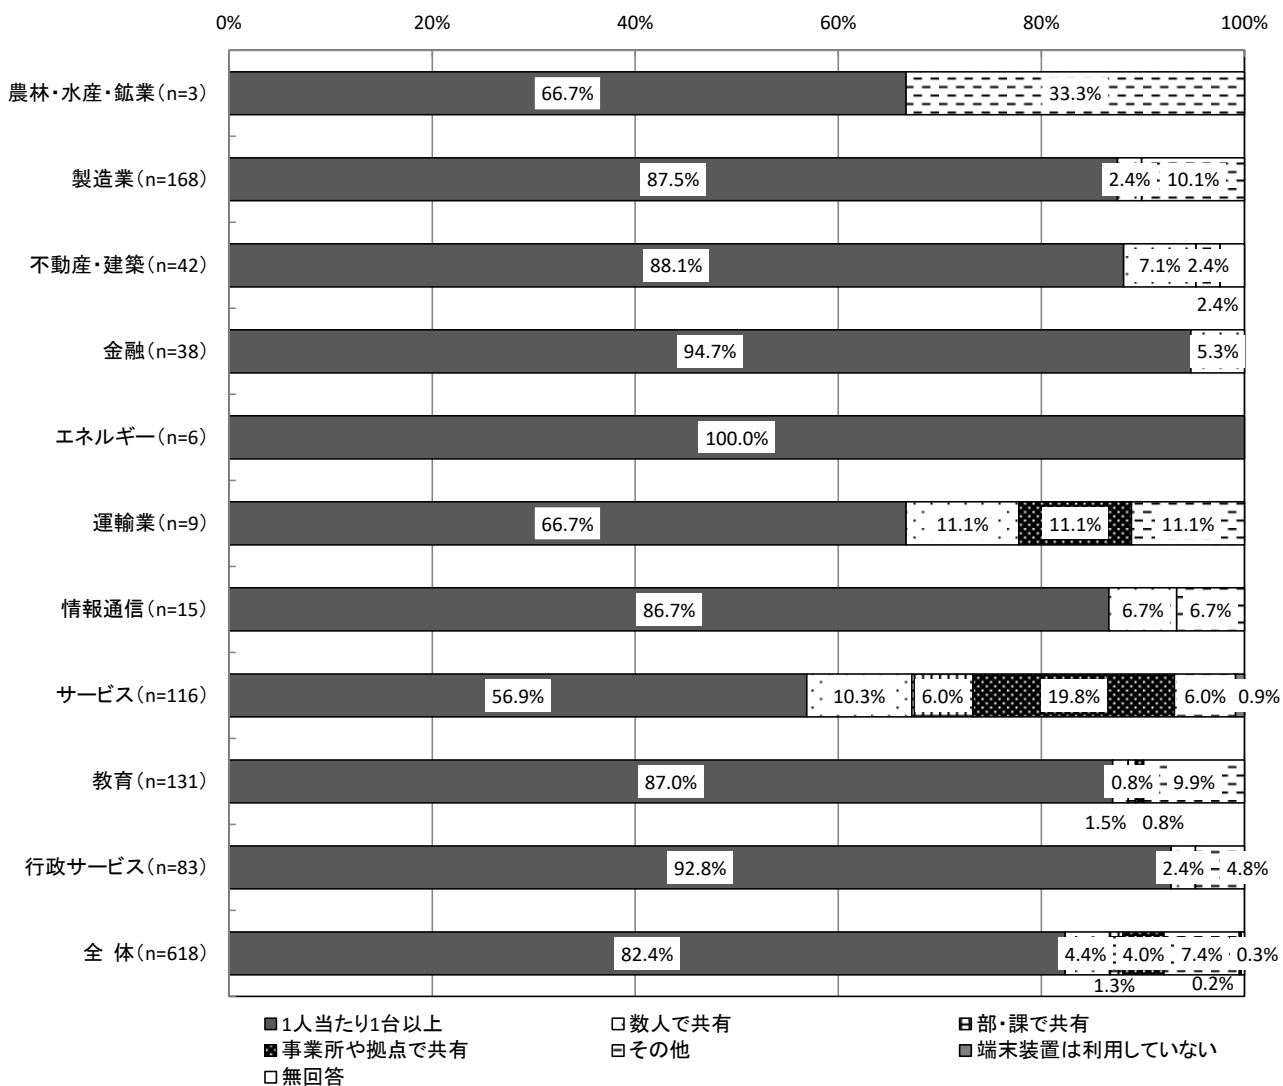 0% 20% 40% 60% 80% 100%
農林・水産・鉱業(n=3) 66.7% 33.3%
製造業(n=168) 87.5% 2.4% 10.1%
不動産・建築(n=42) 88.1% 7.1% 2.4%
2.4%
金融(n=38) 94.7% 5.3%
エネルギー(n=6) 100.0%
運輸業(n=9) 66.7% 11.1% 11.1% 11.1%
情報通信(n=15) 86.7% 6.7% 6.7%
サービス(n=116) 56.9% 10.3% 6.0% 19.8% 6.0% 0.9%
教育(n=131) 87.0% 0.8% 9.9%
1.5% 0.8%
行政サービス(n=83) 92.8% 2.4% 4.8%
全 体(n=618) 82.4% 4.4% 4.0% 7.4% 0.3%
1.3% 0.2%
1人当たり1台以上 数人で共有 部・課で共有
事業所や拠点で共有 その他 端末装置は利用していない
無回答